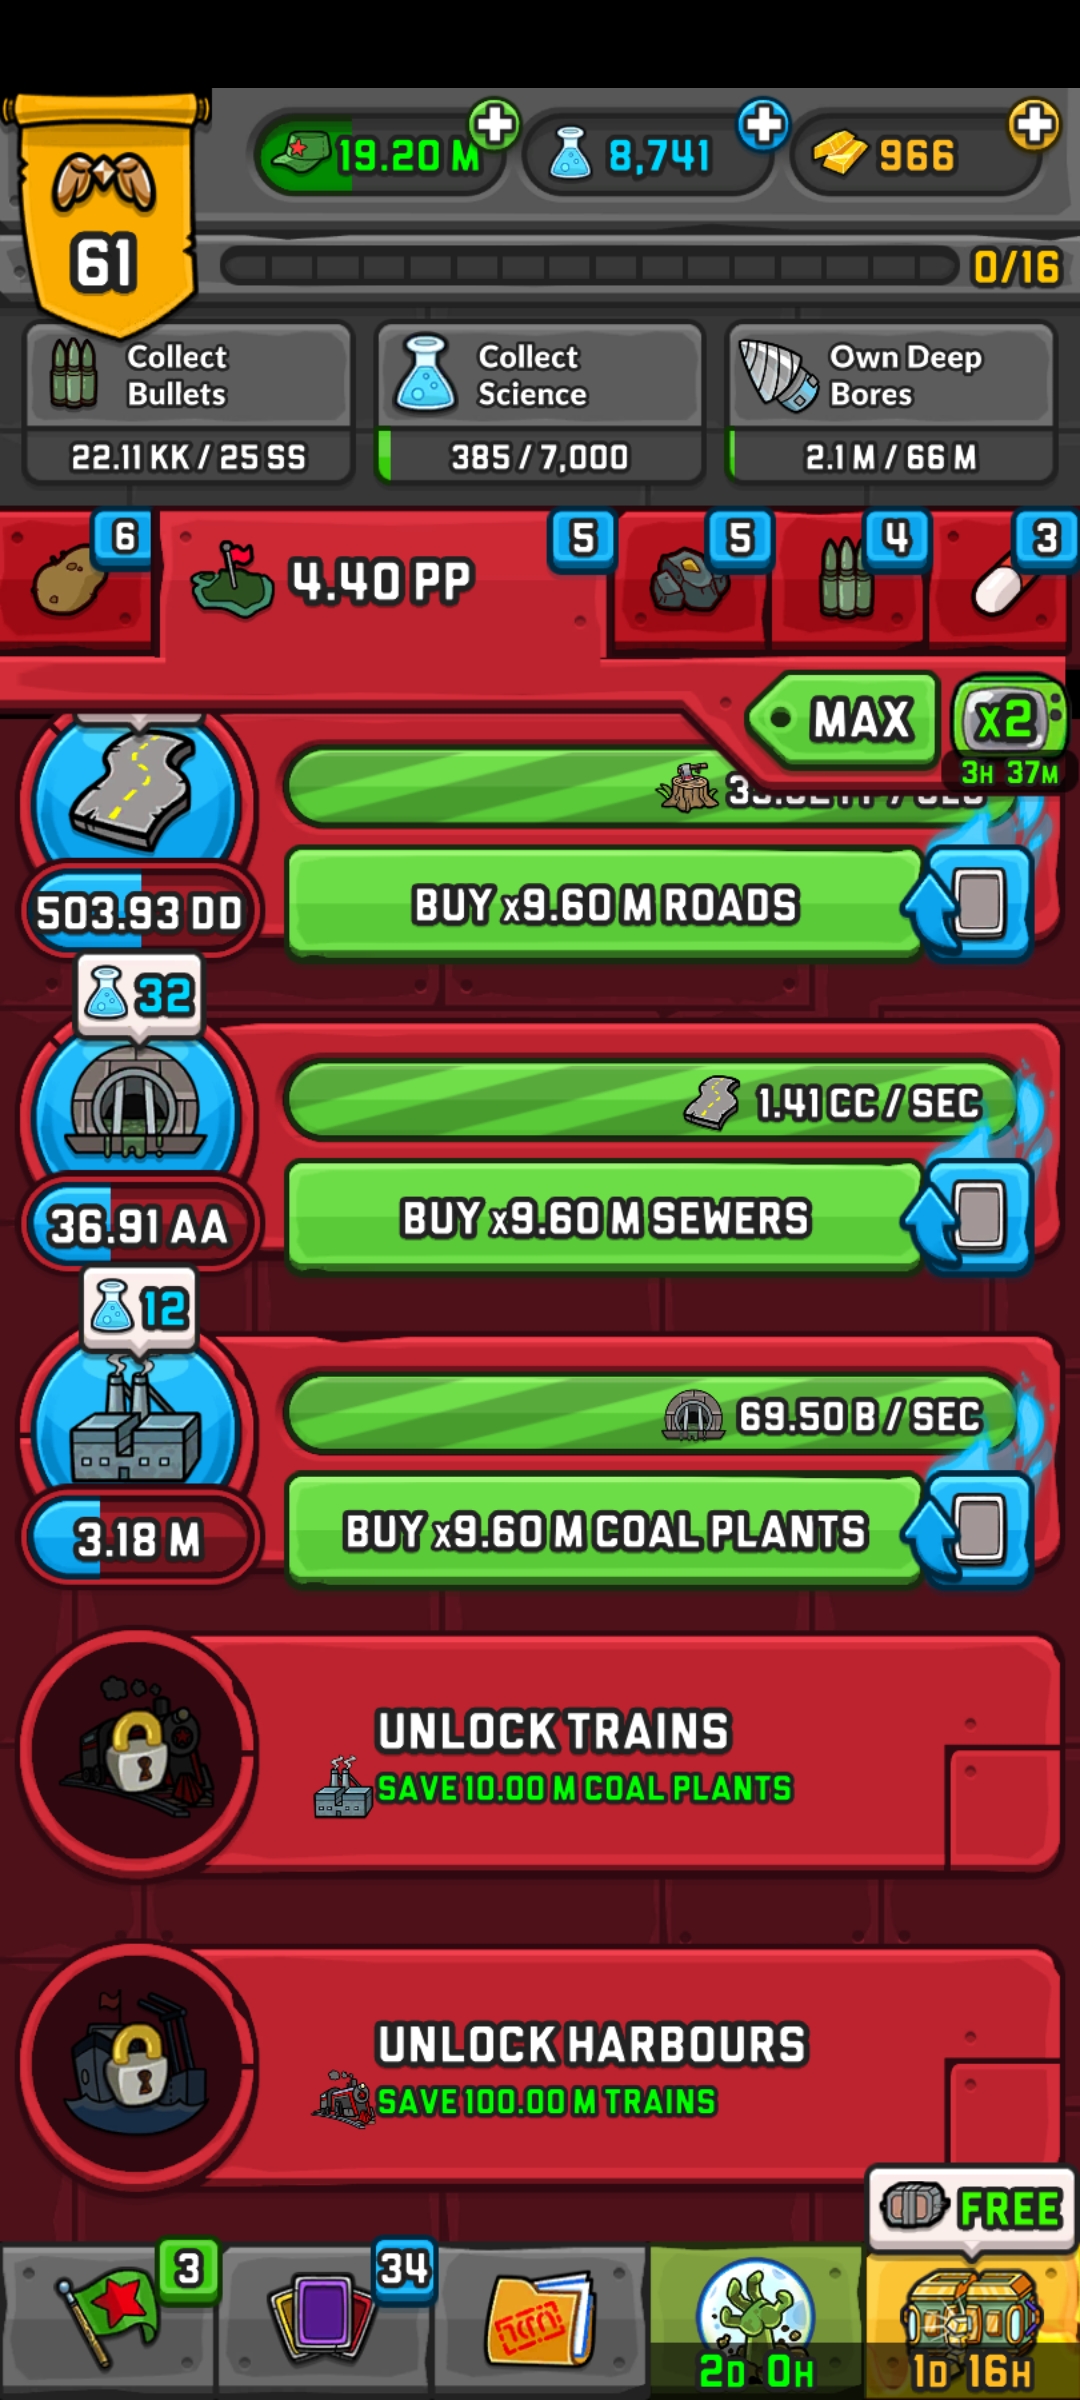 19.20 M
8,741
966
61
0/16
Collect
Bullets
22.11 KK / 25 SS
Collect
Science
385 / 7,000
Own Deep
Bores
2.1 M / 66 M
6
4.40 PP
5
5
4
3
MAX
x2
3H 37M
503.93 DD
BUY x9.60 M ROADS
32
1.41 CC / SEC
36.91 AA
BUY x9.60 M SEWERS
12
69.50 B / SEC
3.18 M
BUY x9.60 M COAL PLANTS
UNLOCK TRAINS
SAVE 10.00 M COAL PLANTS
UNLOCK HARBOURS
SAVE 100.00 M TRAINS
FREE
3
34
2D 0H
1D 16H